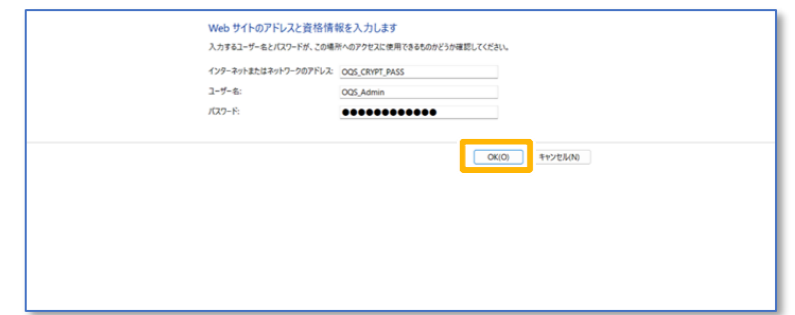 Web サイトのアドレスと資格情報を入力します
入力するユーザー名とパスワードが、この場所へのアクセスに使用できるものかどうか確認してください。
インターネットまたはネットワークのアドレス: OQS_CRYPT_PASS
ユーザー名: OQS_Admin
パスワード: ●●●●●●●●●●●●
OK(O) キャンセル(N)